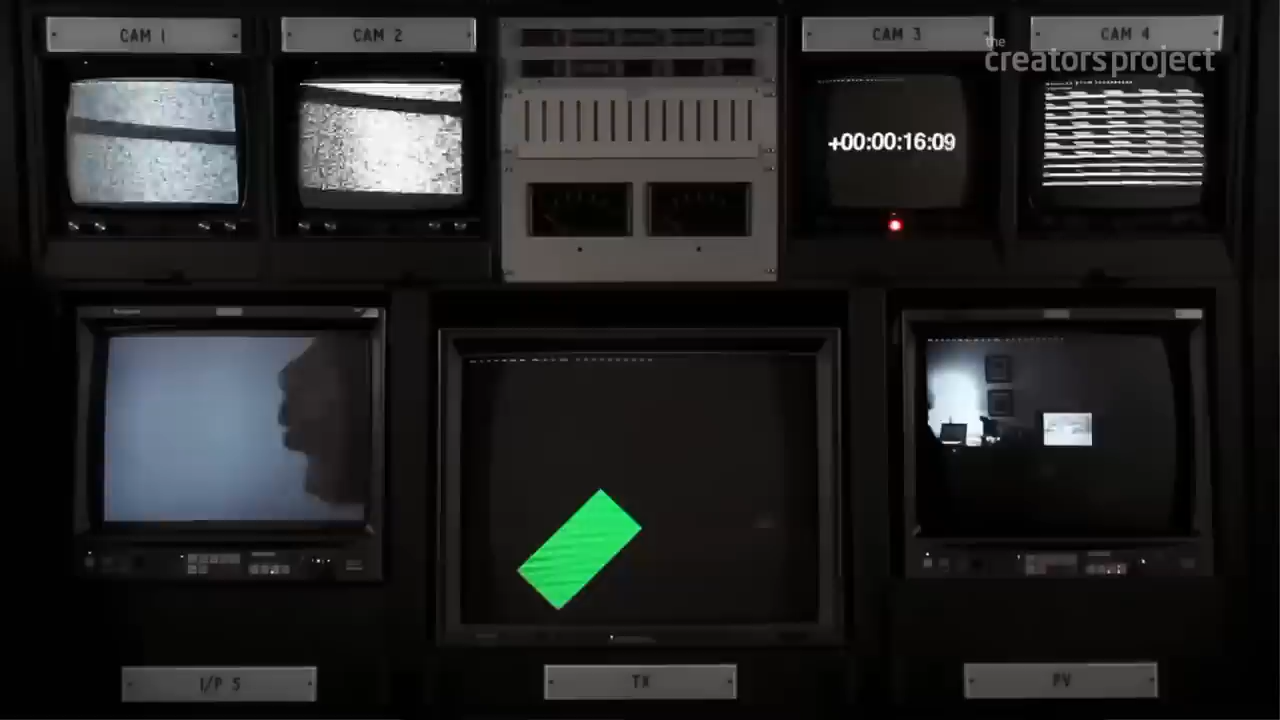 CAM 1
CAM 2
CAM 3
CAM 4
the
creators project
+00:00:16:09
I/P 5
TX
PV